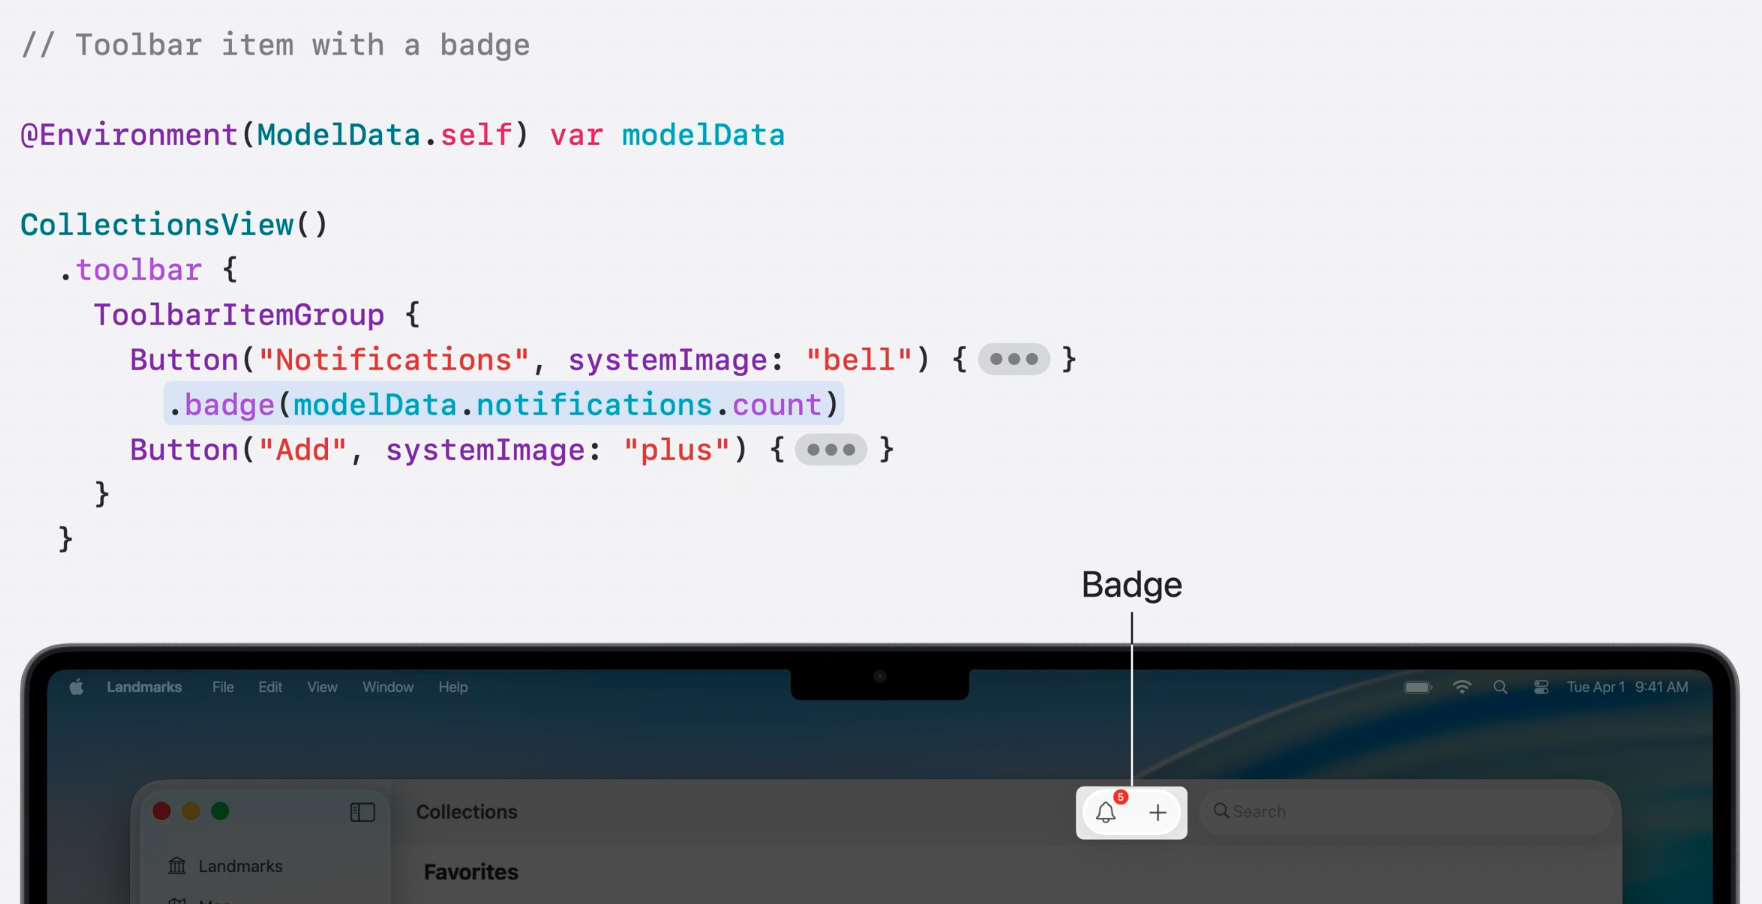 // Toolbar item with a badge
@Environment(ModelData.self) var modelData
CollectionsView()
.toolbar {
ToolbarItemGroup {
Button("Notifications", systemImage: "bell") { ••• }
.badge(modelData.notifications.count)
Button("Add", systemImage: "plus") { ••• }
}
}
Badge
Landmarks File Edit View Window Help Tue Apr 1 9:41 AM
Collections 5 + Search
Landmarks
Favorites